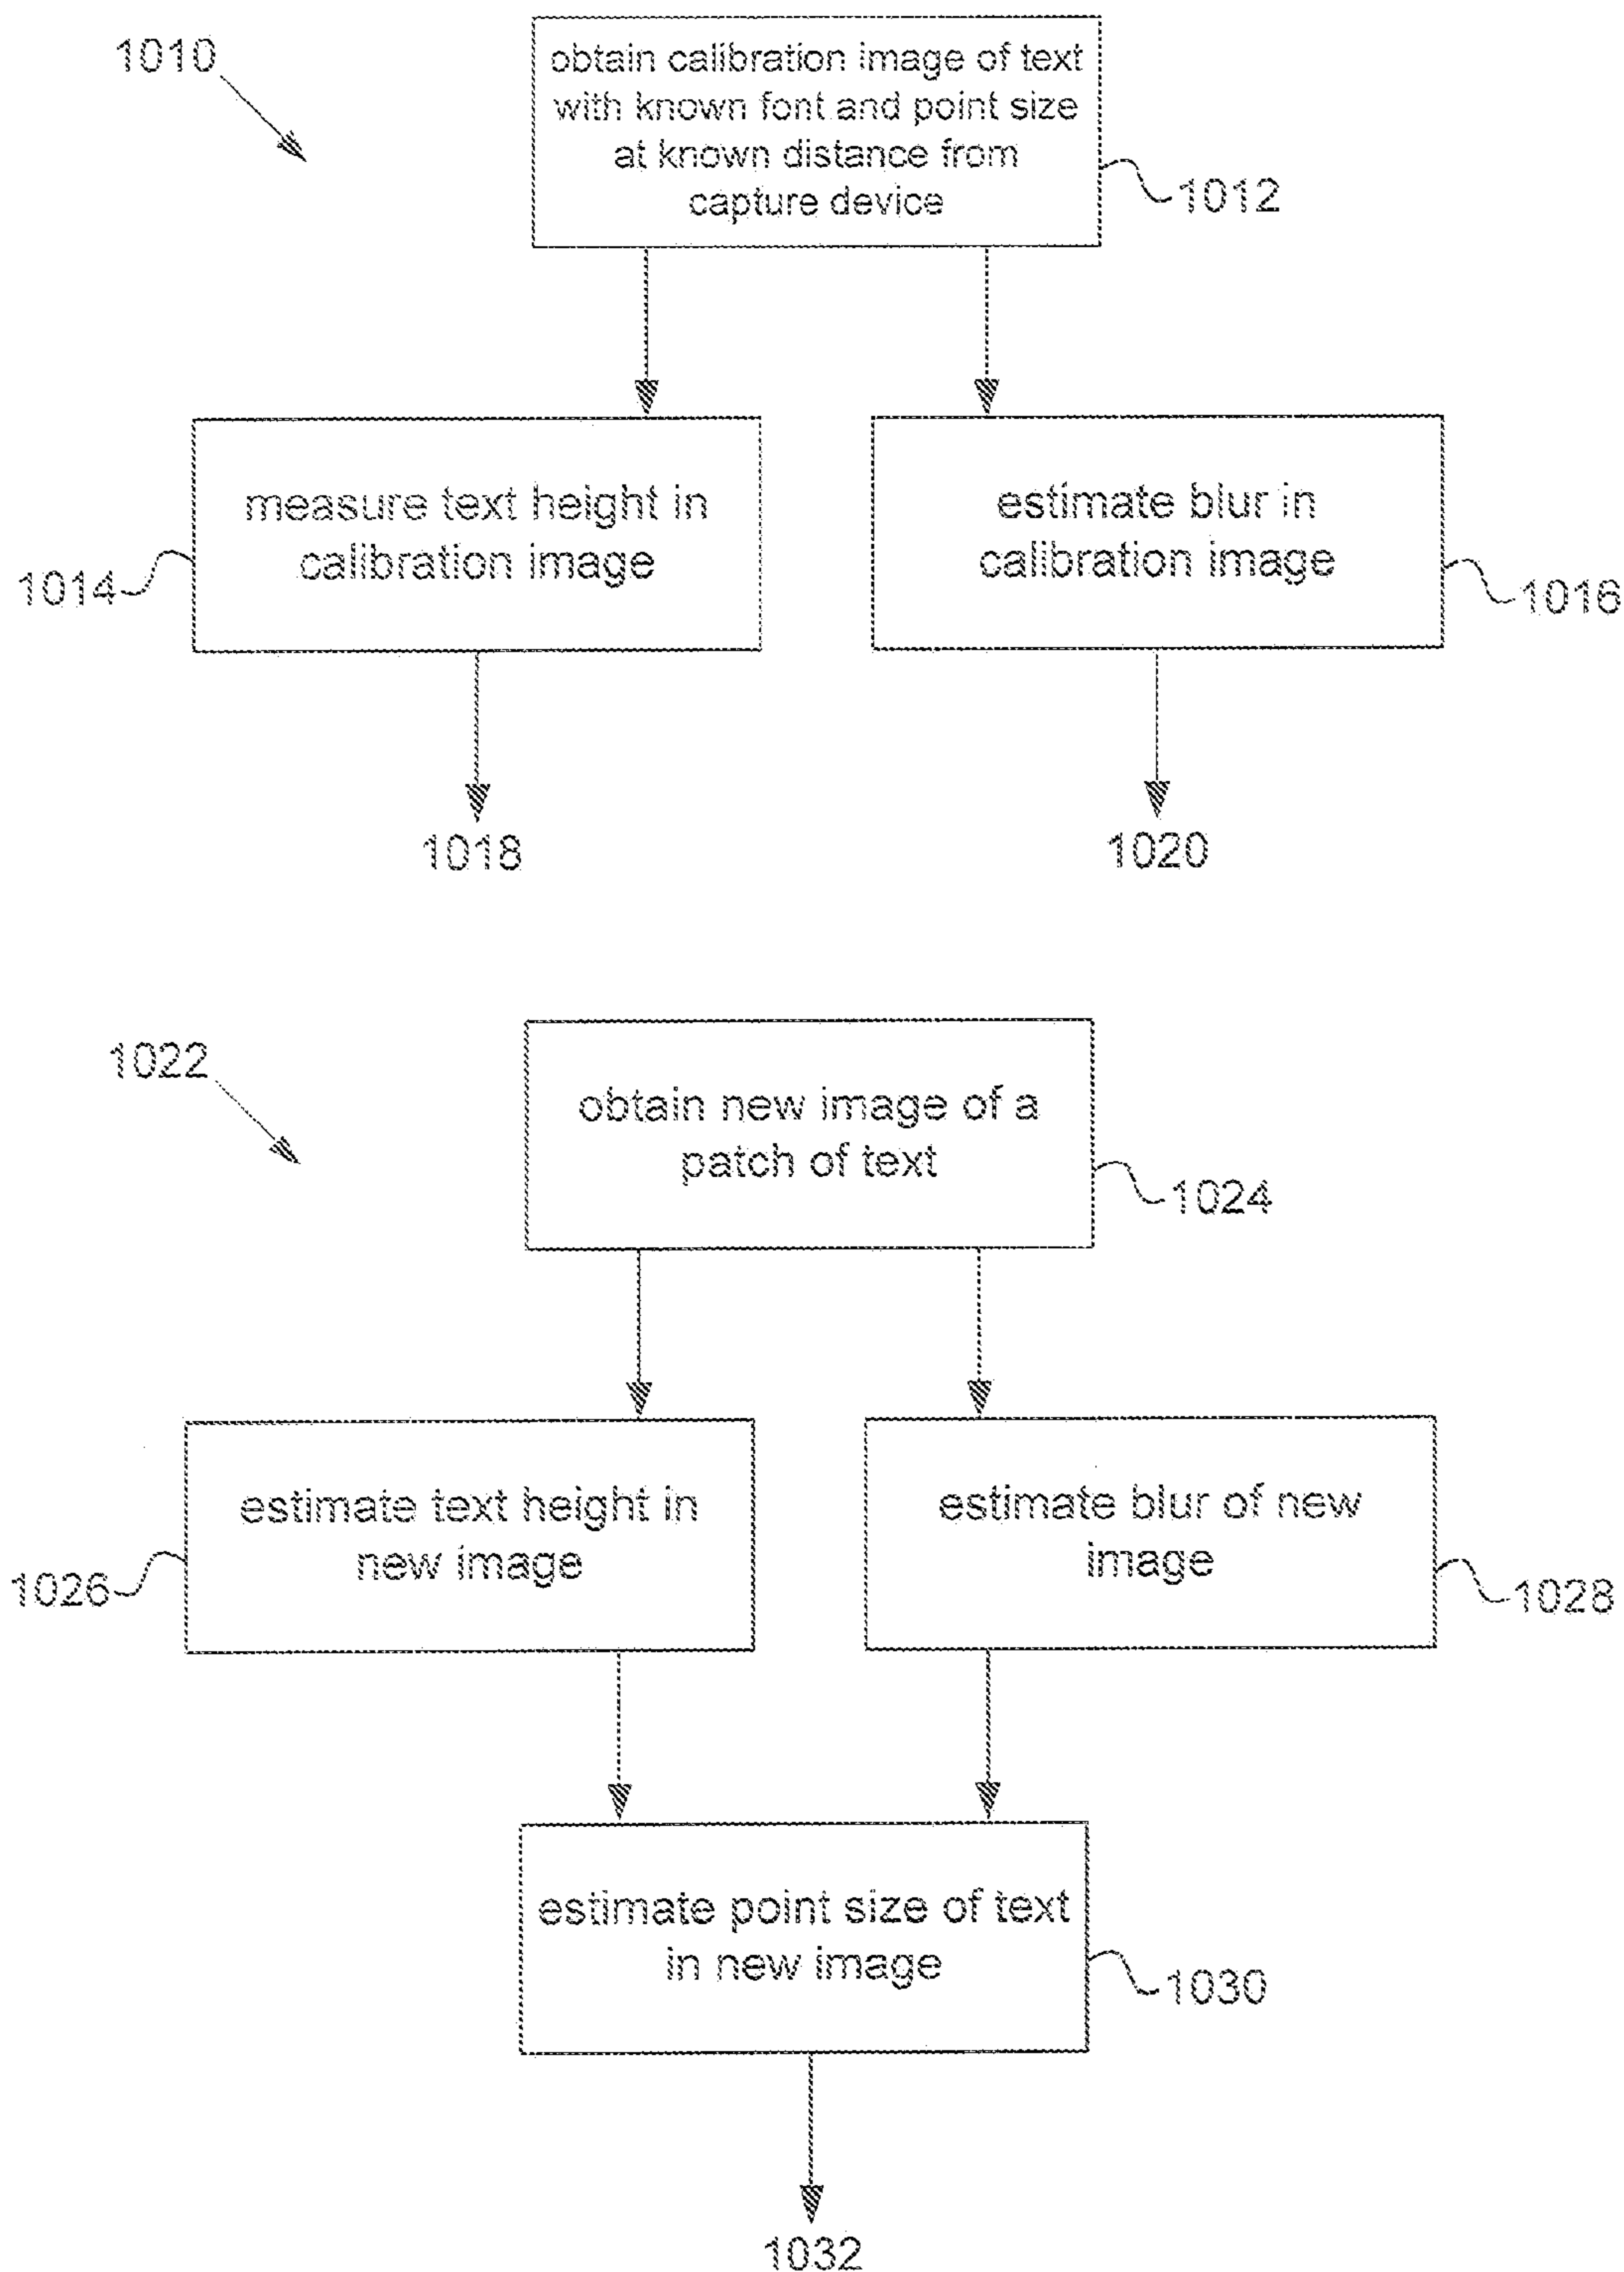 1010
obtain calibration image of text
with known font and point size
at known distance from
capture device
1012
measure text height in
calibration image
1014
estimate blur in
calibration image
1016
1018
1020
1022
obtain new image of a
patch of text
1024
estimate text height in
new image
1026
estimate blur of new
image
1028
estimate point size of text
in new image
1030
1032